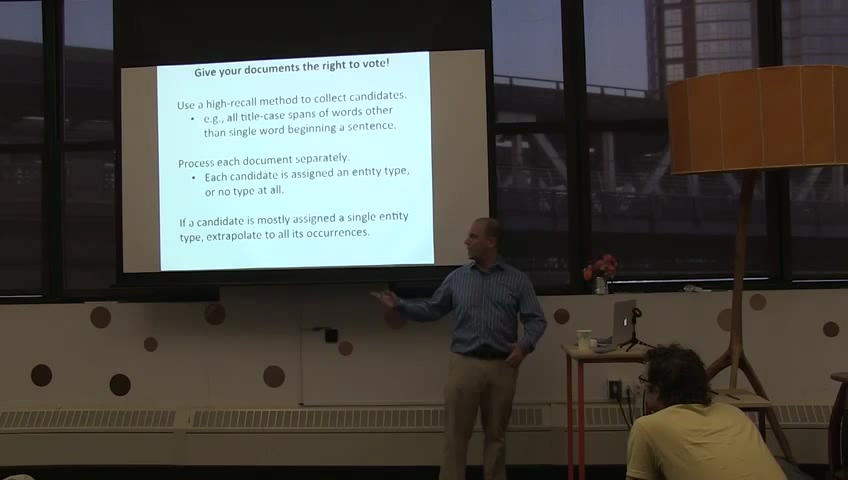 Give your documents the right to vote!
Use a high-recall method to collect candidates.
• e.g., all title-case spans of words other
than single word beginning a sentence.
Process each document separately.
• Each candidate is assigned an entity type,
or no type at all.
If a candidate is mostly assigned a single entity
type, extrapolate to all its occurrences.